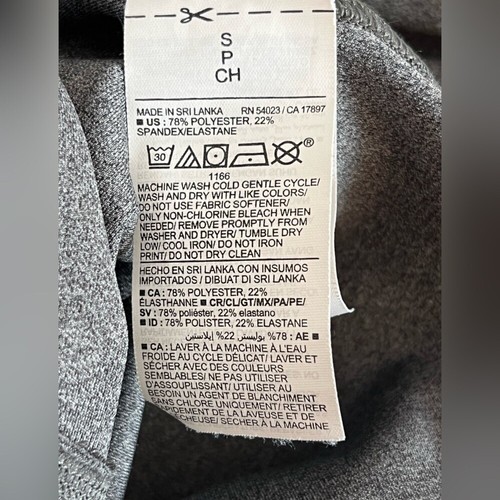 S
P
CH
MADE IN SRI LANKA RN 54023 / CA 17897
■ US : 78% POLYESTER, 22%
SPANDEX/ELASTANE
30
®
1166
MACHINE WASH COLD GENTLE CYCLE/
WASH AND DRY WITH LIKE COLORS/
DO NOT USE FABRIC SOFTENER/
ONLY NON-CHLORINE BLEACH WHEN
NEEDED/ REMOVE PROMPTLY FROM
WASHER AND DRYER/ TUMBLE DRY
LOW/ COOL IRON/ DO NOT IRON
PRINT/ DO NOT DRY CLEAN
HECHO EN SRI LANKA CON INSUMOS
IMPORTADOS / DIBUAT DI SRI LANKA
■ CA : 78% POLYESTER, 22%
ÉLASTHANNE ■ CR/CL/GT/MX/PA/PE/
SV : 78% poliéster, 22% elastano
■ ID : 78% POLISTER, 22% ELASTANE
■ AE : 78% بوليستر, 22% إيلاستين
■ CA : LAVER À LA MACHINE À L'EAU
FROIDE AU CYCLE DÉLICAT/ LAVER ET
SÉCHER AVEC DES COULEURS
SEMBLABLES/ NE PAS UTILISER
D'ASSOUPLISSANT/ UTILISER AU
BESOIN UN AGENT DE BLANCHIMENT
SANS CHLORE UNIQUEMENT/ RETIRER
RAPIDEMENT DE LA LAVEUSE ET DE
SÉCHEUSE/ SÉCHER À LA MACHINE